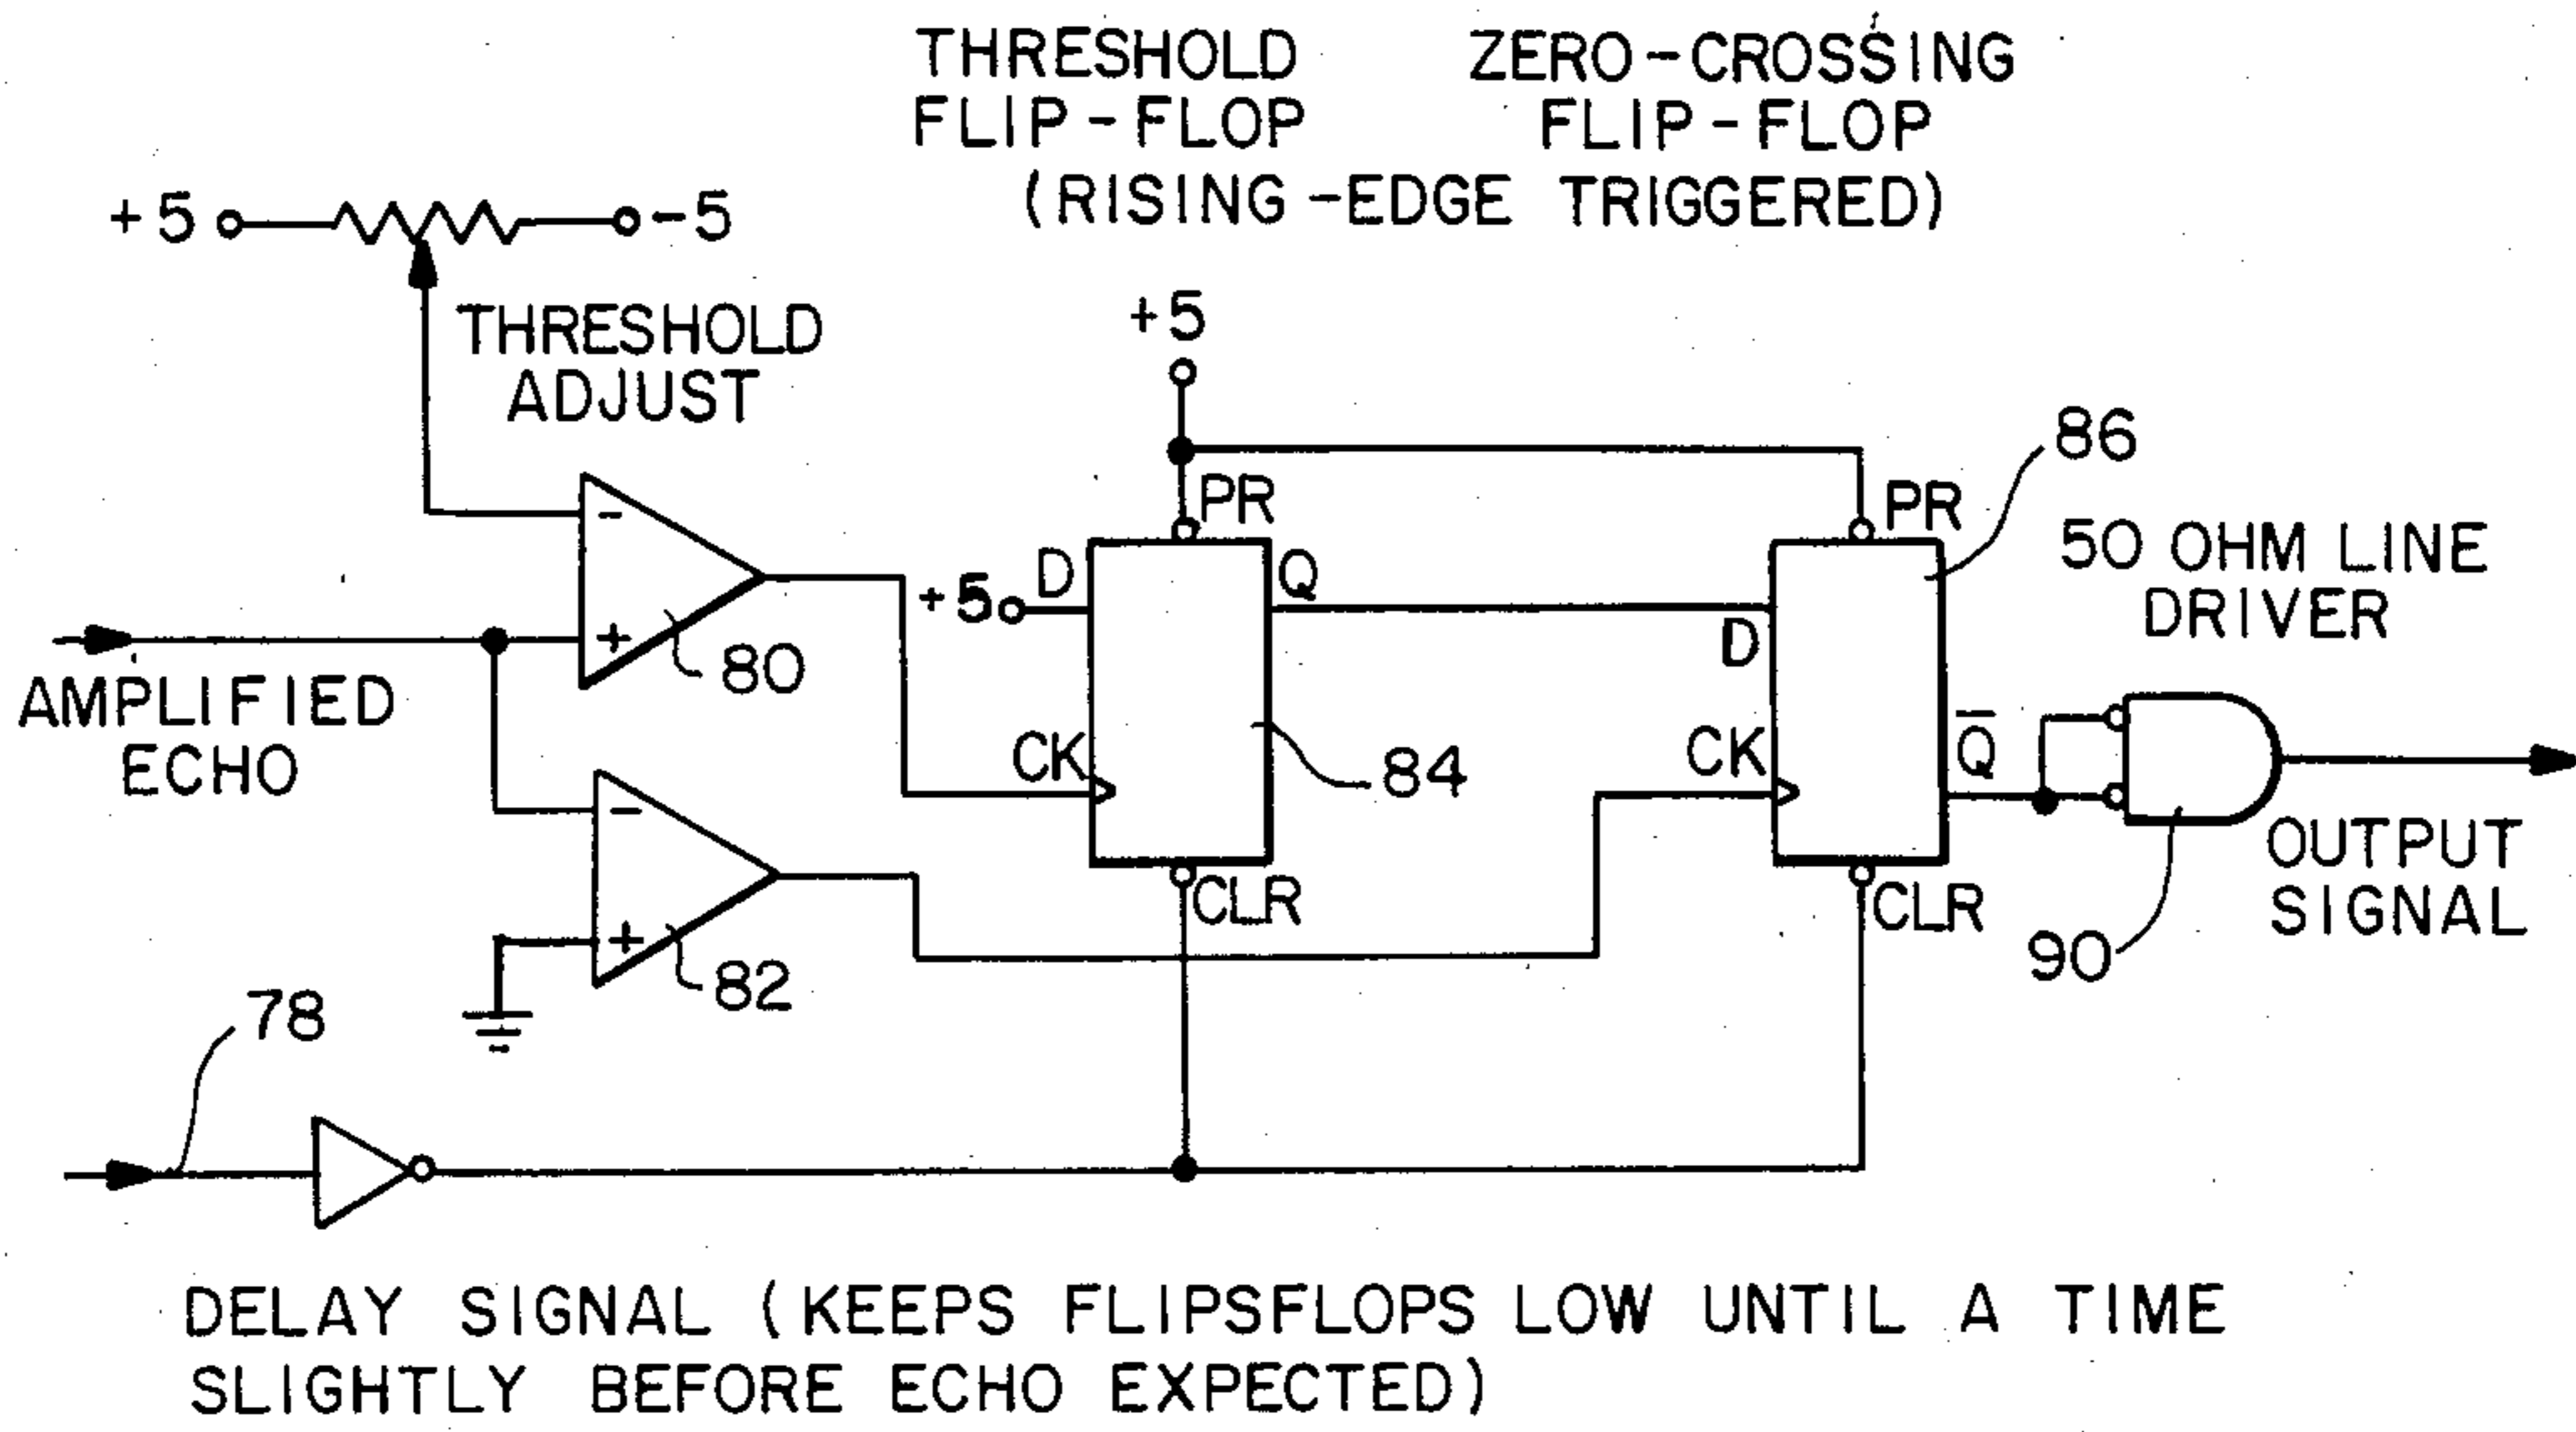 THRESHOLD
FLIP-FLOP
ZERO-CROSSING
FLIP-FLOP
(RISING-EDGE TRIGGERED)
+5
-5
THRESHOLD
ADJUST
+5
86
PR
PR
50 OHM LINE
DRIVER
-
+
80
+5
D
Q
D
AMPLIFIED
ECHO
CK
84
CK
Q̅
-
+
82
CLR
CLR
90
OUTPUT
SIGNAL
78
DELAY SIGNAL (KEEPS FLIPSFLOPS LOW UNTIL A TIME
SLIGHTLY BEFORE ECHO EXPECTED)